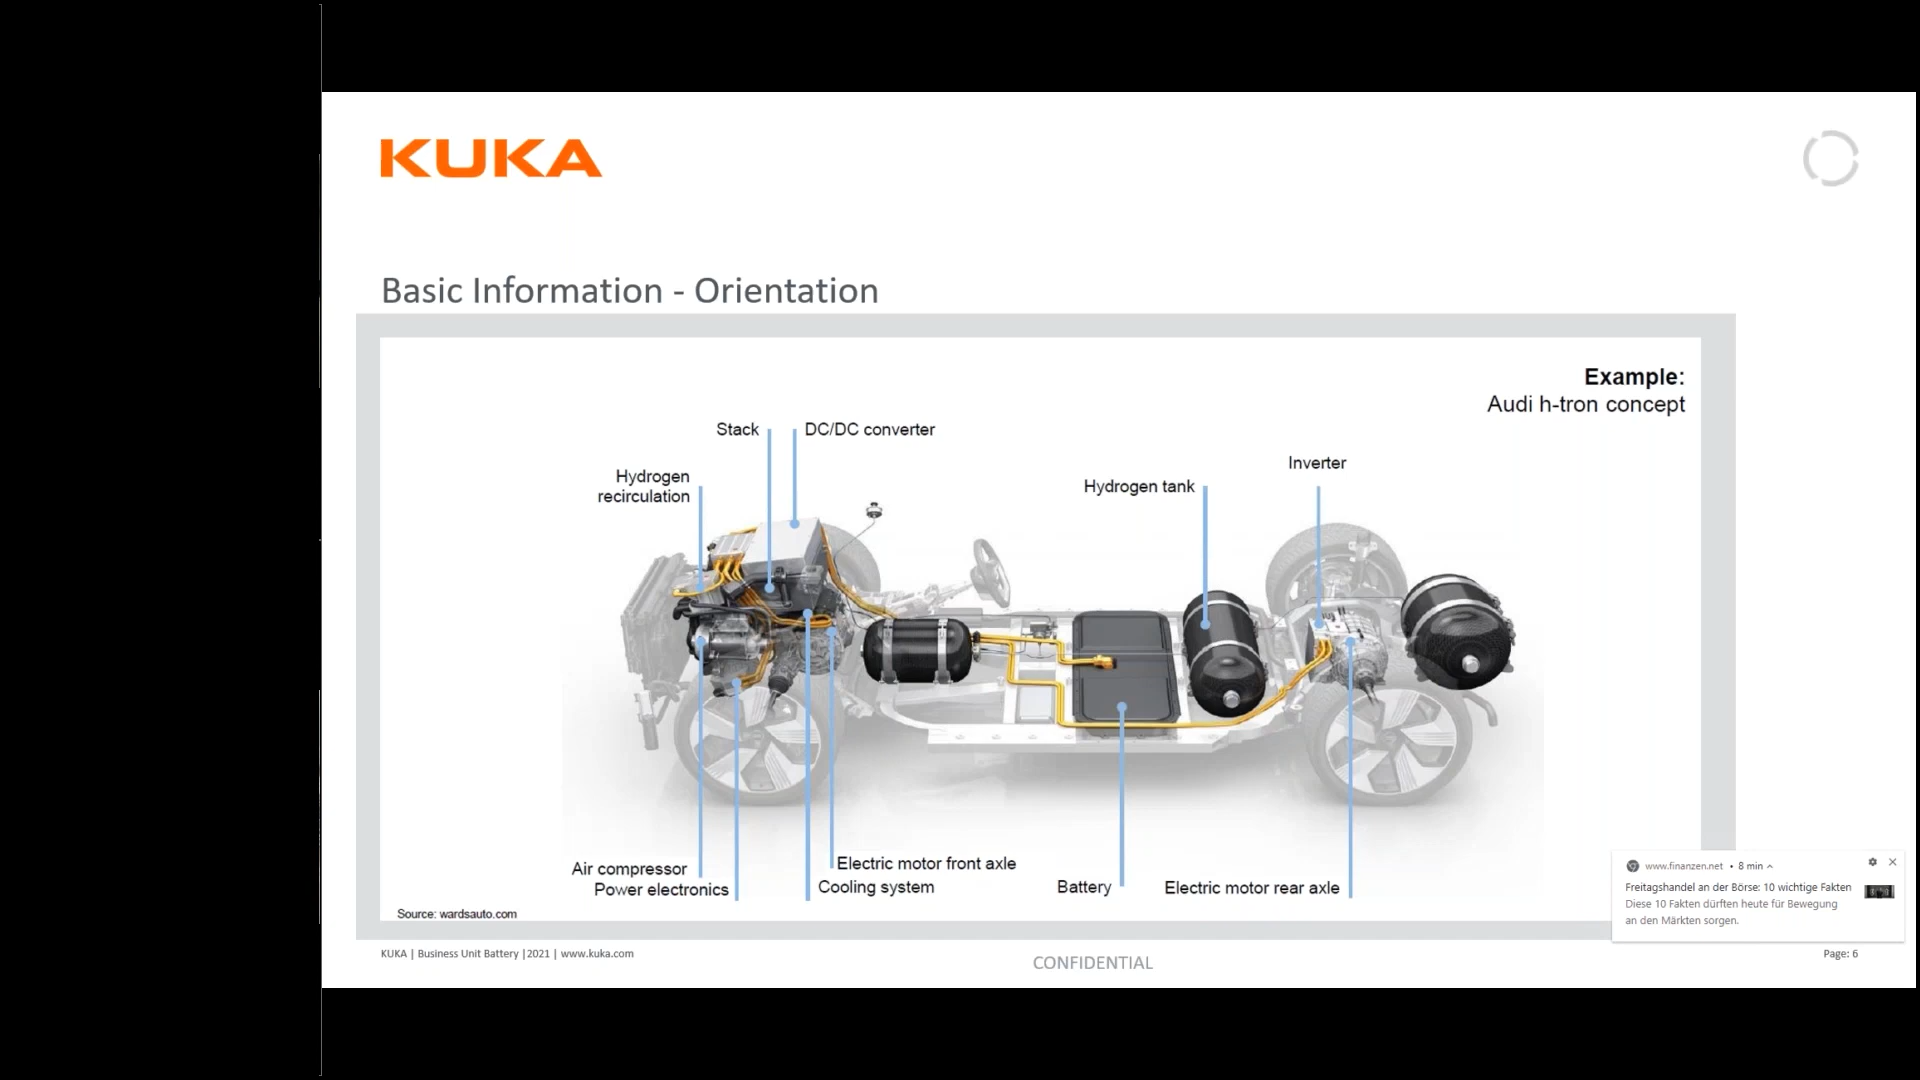 KUKA
Basic Information - Orientation
Example:
Audi h-tron concept
Stack
DC/DC converter
Inverter
Hydrogen
recirculation
Hydrogen tank
Electric motor front axle
Air compressor
Power electronics
Cooling system
Battery
Electric motor rear axle
Source: wardsauto.com
www.finanzen.net • 8 min
Freitagshandel an der Börse: 10 wichtige Fakten
Diese 10 Fakten dürften heute für Bewegung
an den Märkten sorgen.
KUKA | Business Unit Battery |2021 | www.kuka.com
CONFIDENTIAL
Page: 6